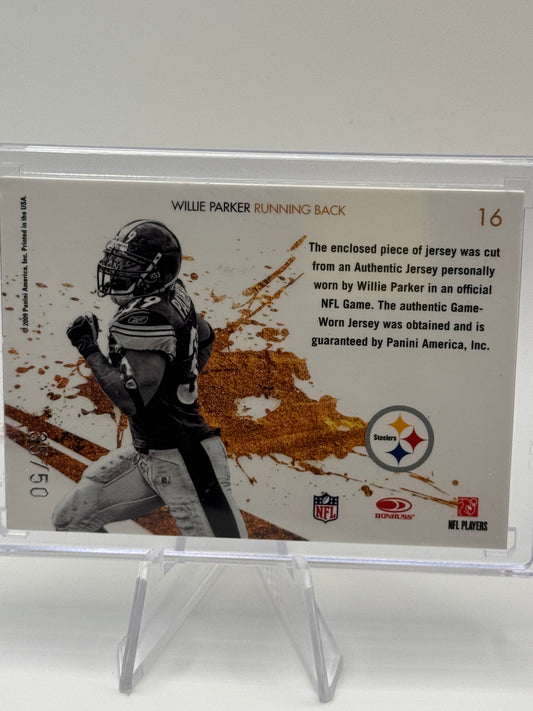 WILLIE PARKER RUNNING BACK
16
The enclosed piece of jersey was cut
from an Authentic Jersey personally
worn by Willie Parker in an official
NFL Game. The authentic Game-
Worn Jersey was obtained and is
guaranteed by Panini America, Inc.
© 2009 Panini America, Inc. Printed in the USA.
/50
Steelers
NFL
DONRUSS
NFL PLAYERS